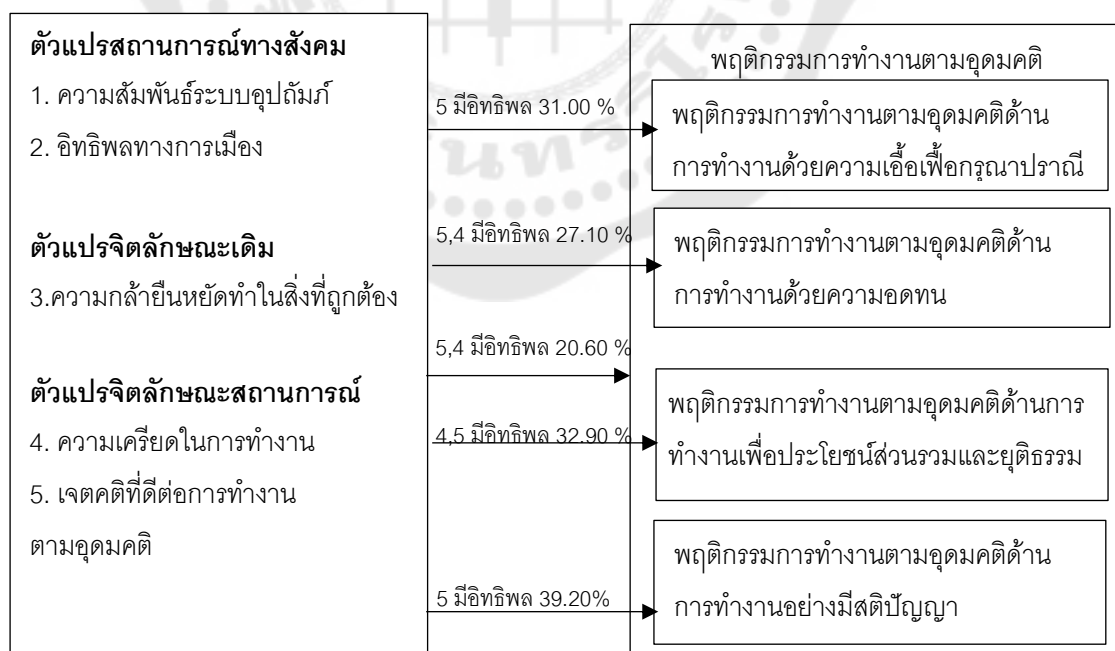 ตัวแปรสถานการณ์ทางสังคม
1. ความสัมพันธ์ระบบอุปถัมภ์
2. อิทธิพลทางการเมือง
ตัวแปรจิตลักษณะเดิม
3.ความกล้ายืนหยัดทำในสิ่งที่ถูกต้อง
ตัวแปรจิตลักษณะสถานการณ์
4. ความเครียดในการทำงาน
5. เจตคติที่ดีต่อการทำงาน
ตามอุดมคติ
5 มีอิทธิพล 31.00 %
5,4 มีอิทธิพล 27.10 %
5,4 มีอิทธิพล 20.60 %
4,5 มีอิทธิพล 32.90 %
5 มีอิทธิพล 39.20%
พฤติกรรมการทำงานตามอุดมคติ
พฤติกรรมการทำงานตามอุดมคติด้าน
การทำงานด้วยความเอื้อเฟื้อกรุณาปราณี
พฤติกรรมการทำงานตามอุดมคติด้าน
การทำงานด้วยความอดทน
พฤติกรรมการทำงานตามอุดมคติด้านการ
ทำงานเพื่อประโยชน์ส่วนรวมและยุติธรรม
พฤติกรรมการทำงานตามอุดมคติด้าน
การทำงานอย่างมีสติปัญญา